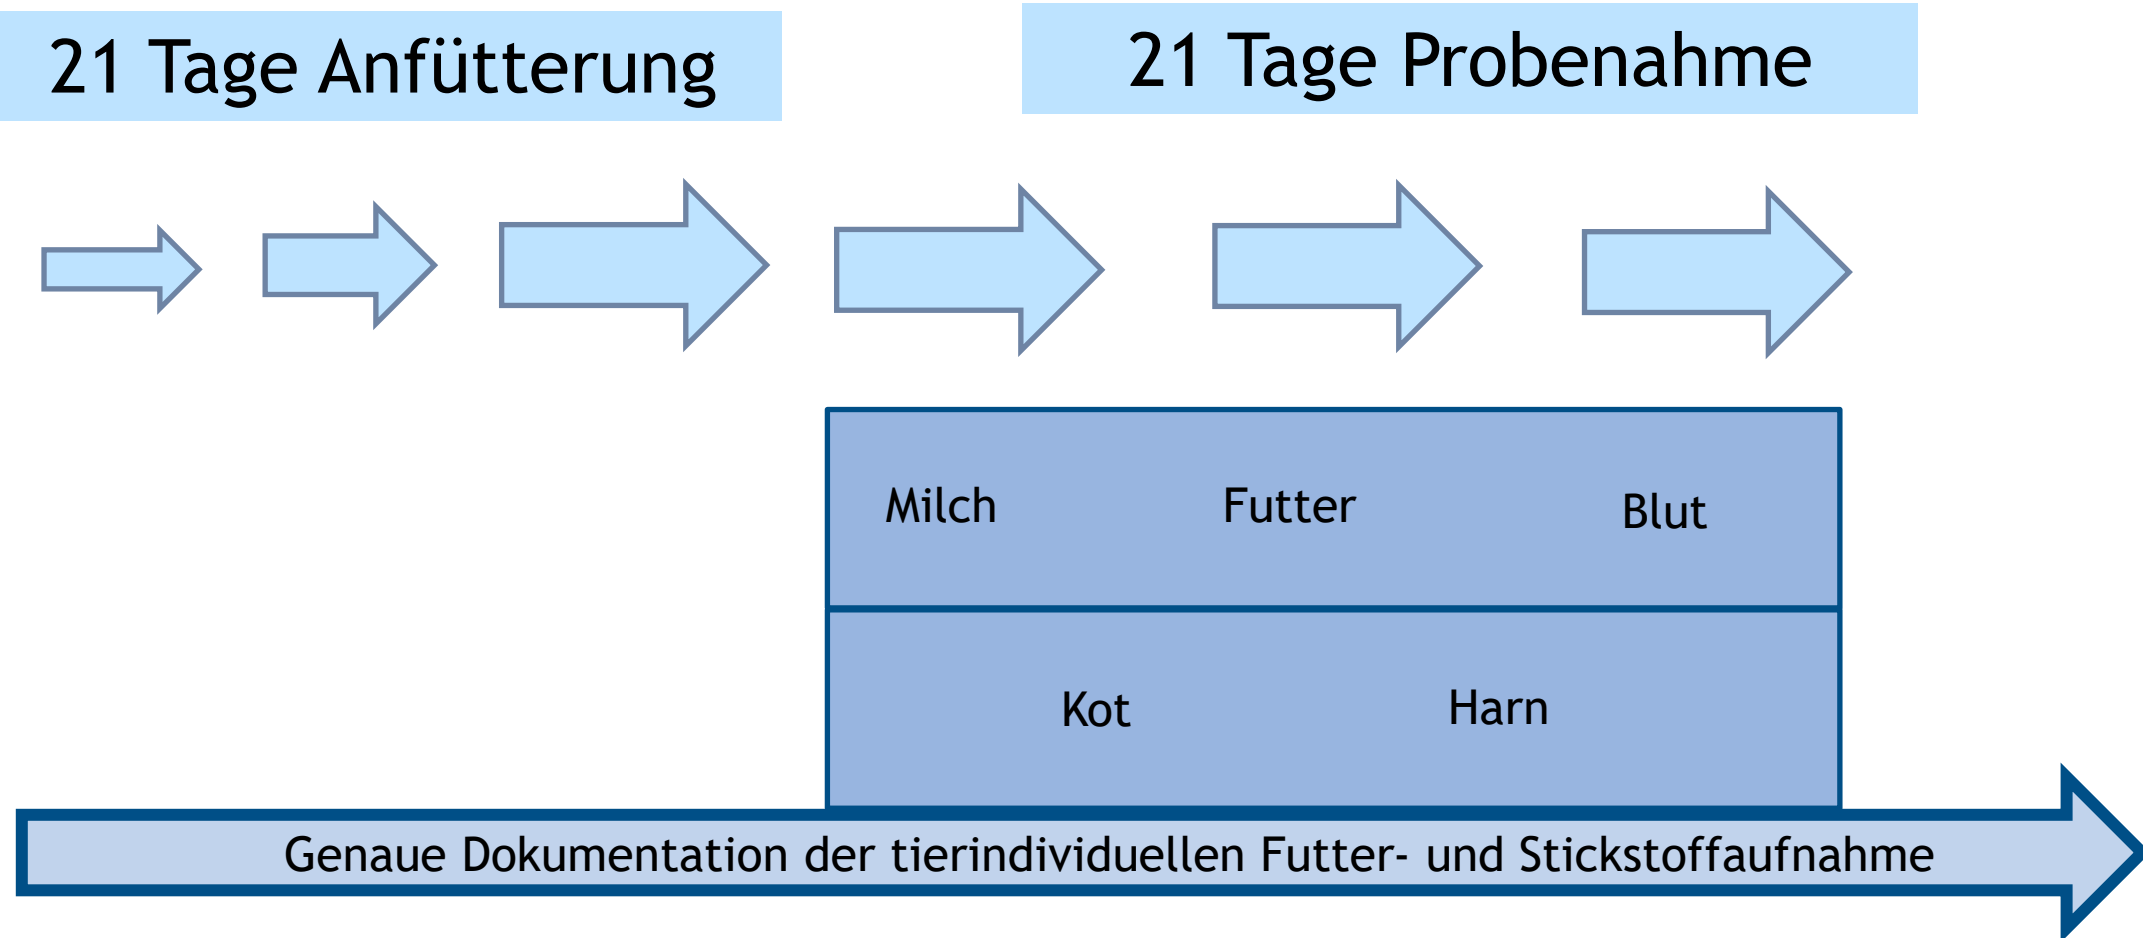 21 Tage Anfütterung
21 Tage Probenahme
Milch
Futter
Blut
Kot
Harn
Genaue Dokumentation der tierindividuellen Futter- und Stickstoffaufnahme